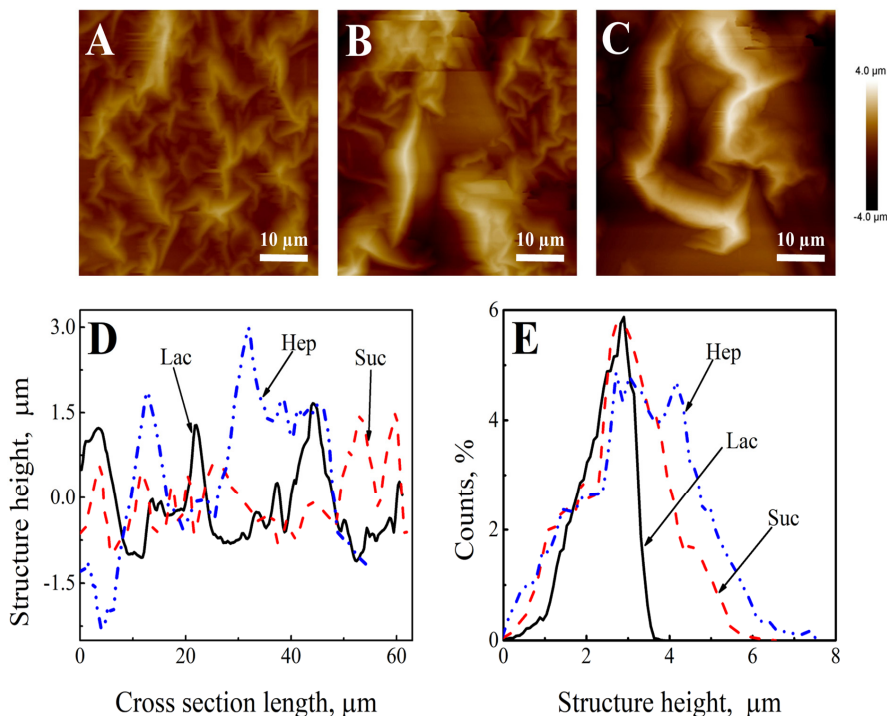 A
B
C
10 µm
10 µm
10 µm
4.0 µm
-4.0 µm
D
Lac
Hep
Suc
Structure height, µm
3.0
1.5
0.0
-1.5
0
20
40
60
Cross section length, µm
E
Hep
Lac
Suc
Counts, %
6
4
2
0
0
2
4
6
8
Structure height, µm